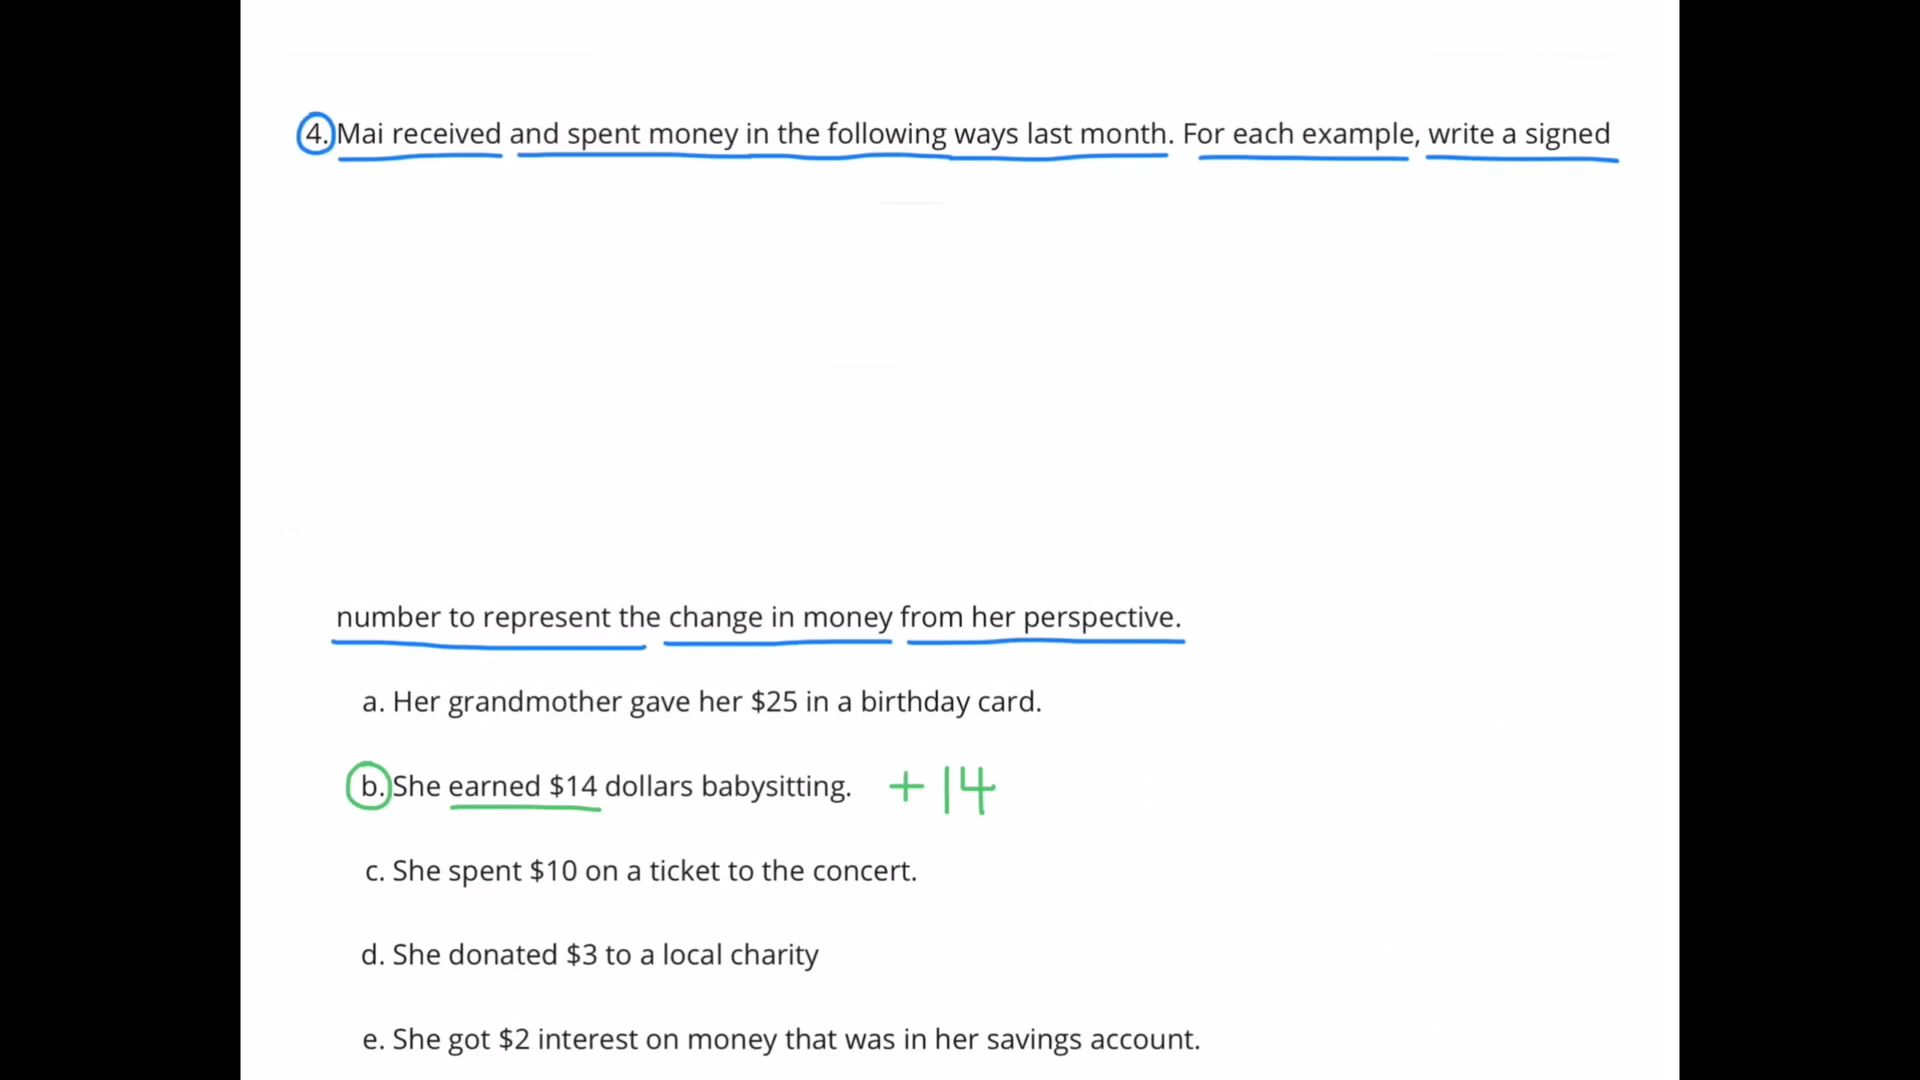 4. Mai received and spent money in the following ways last month. For each example, write a signed
number to represent the change in money from her perspective.
a. Her grandmother gave her $25 in a birthday card.
b. She earned $14 dollars babysitting. +14
c. She spent $10 on a ticket to the concert.
d. She donated $3 to a local charity
e. She got $2 interest on money that was in her savings account.